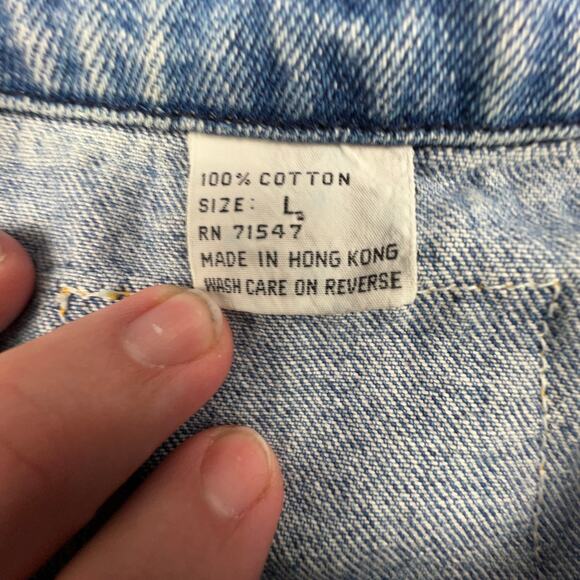 100% COTTON
SIZE: L
RN 71547
MADE IN HONG KONG
WASH CARE ON REVERSE